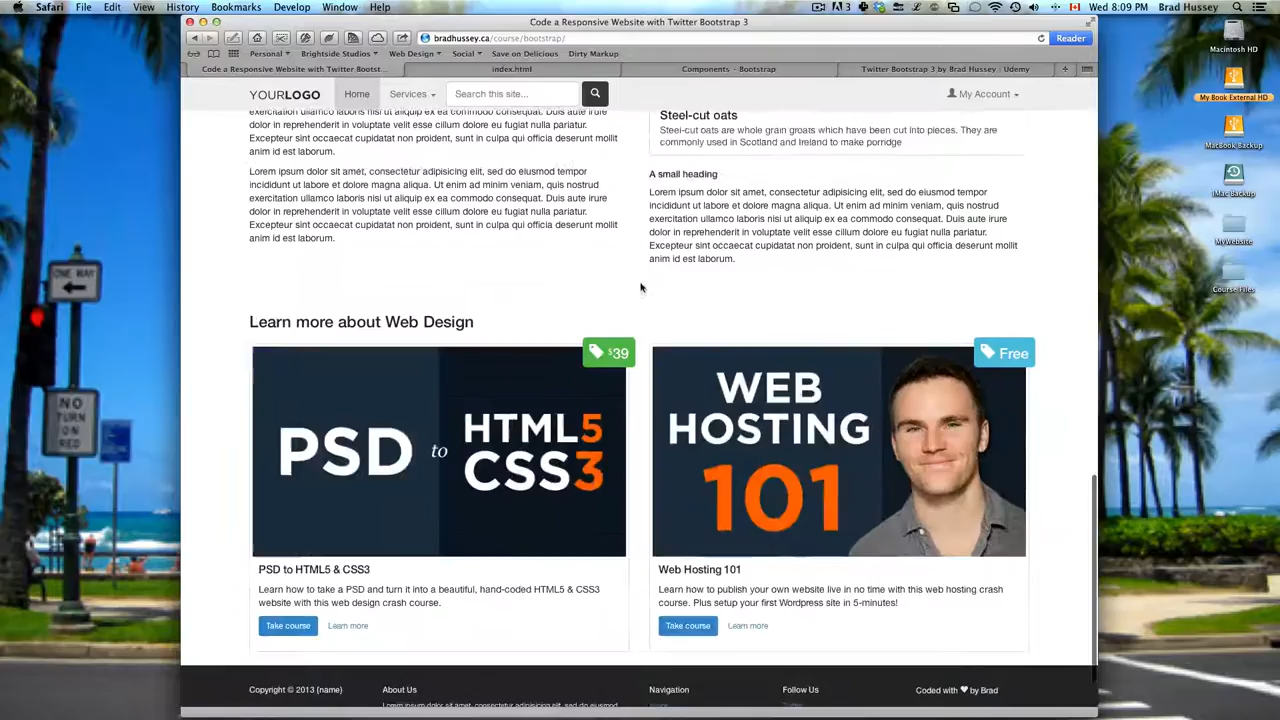 Safari File Edit View History Bookmarks Develop Window Help
3 Wed 8:09 PM Brad Hussey
Code a Responsive Website with Twitter Bootstrap 3
bradhussey.ca/course/bootstrap/
Reader
Personal Brightside Studios Web Design Social Save on Delicious Dirty Markup
Code a Responsive Website with Twitter Bootst...
index.html
Components · Bootstrap
Twitter Bootstrap 3 by Brad Hussey : Udemy
YOURLOGO
Home
Services
Search this site...
My Account
exercitation ullamco laboris nisi ut aliquip ex ea commodo consequat. Duis aute irure
dolor in reprehenderit in voluptate velit esse cillum dolore eu fugiat nulla pariatur.
Excepteur sint occaecat cupidatat non proident, sunt in culpa qui officia deserunt mollit
anim id est laborum.
Lorem ipsum dolor sit amet, consectetur adipisicing elit, sed do eiusmod tempor
incididunt ut labore et dolore magna aliqua. Ut enim ad minim veniam, quis nostrud
exercitation ullamco laboris nisi ut aliquip ex ea commodo consequat. Duis aute irure
dolor in reprehenderit in voluptate velit esse cillum dolore eu fugiat nulla pariatur.
Excepteur sint occaecat cupidatat non proident, sunt in culpa qui officia deserunt mollit
anim id est laborum.
Steel-cut oats
Steel-cut oats are whole grain groats which have been cut into pieces. They are
commonly used in Scotland and Ireland to make porridge
A small heading
Lorem ipsum dolor sit amet, consectetur adipisicing elit, sed do eiusmod tempor
incididunt ut labore et dolore magna aliqua. Ut enim ad minim veniam, quis nostrud
exercitation ullamco laboris nisi ut aliquip ex ea commodo consequat. Duis aute irure
dolor in reprehenderit in voluptate velit esse cillum dolore eu fugiat nulla pariatur.
Excepteur sint occaecat cupidatat non proident, sunt in culpa qui officia deserunt mollit
anim id est laborum.
Learn more about Web Design
$39
PSD to HTML5
CSS3
PSD to HTML5 & CSS3
Learn how to take a PSD and turn it into a beautiful, hand-coded HTML5 & CSS3
website with this web design crash course.
Take course Learn more
Free
WEB
HOSTING
101
Web Hosting 101
Learn how to publish your own website live in no time with this web hosting crash
course. Plus setup your first Wordpress site in 5-minutes!
Take course Learn more
Copyright © 2013 {name}
About Us
Lorem ipsum dolor sit amet, consectetur adipisicing elit, sed do eiusmod
Navigation
Follow Us
Twitter
Coded with ♥ by Brad
Macintosh HD
My Book External HD
MacBook Backup
iMac Backup
MyWebsite
Course Files
ONE WAY
NO
TURN
ON
RED